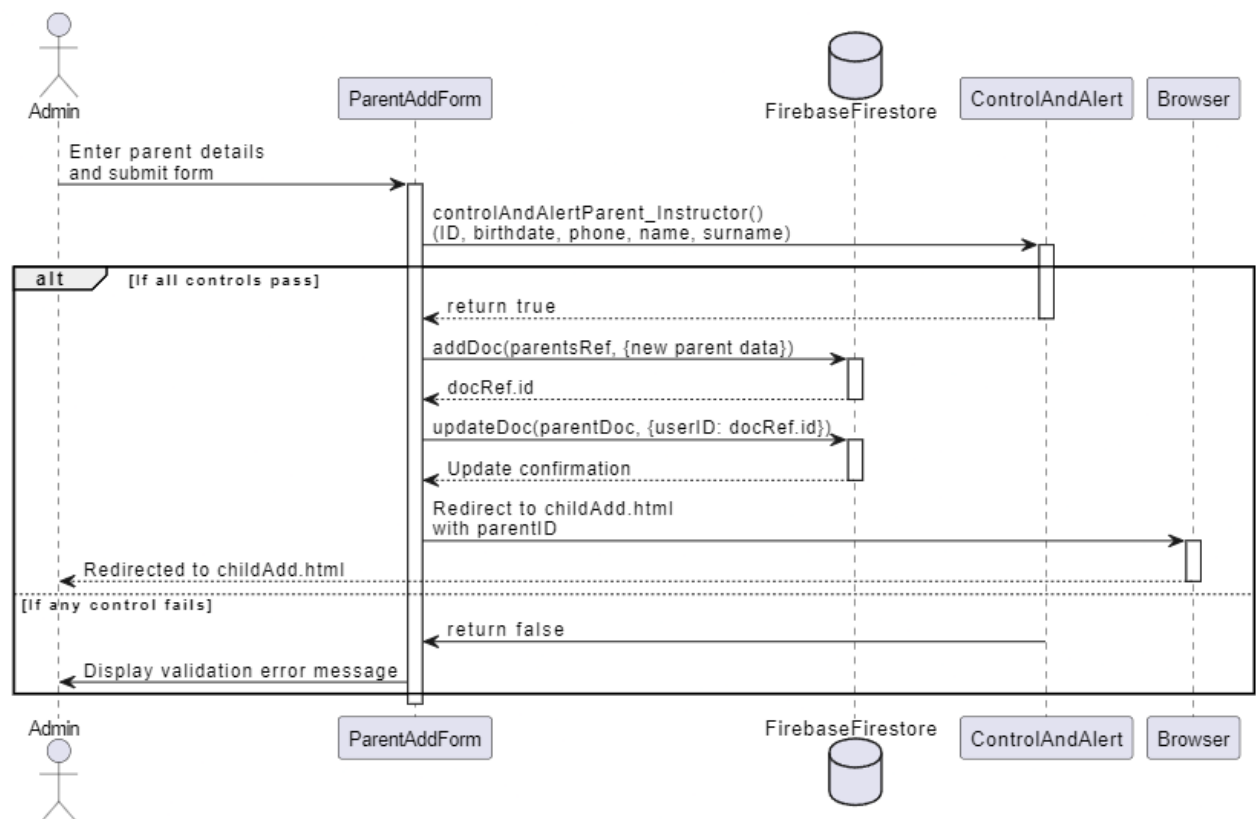 Admin
ParentAddForm
FirebaseFirestore
ControlAndAlert
Browser
Enter parent details
and submit form
controlAndAlertParent_Instructor()
(ID, birthdate, phone, name, surname)
alt
[If all controls pass]
return true
addDoc(parentsRef, {new parent data})
docRef.id
updateDoc(parentDoc, {userID: docRef.id})
Update confirmation
Redirect to childAdd.html
with parentID
Redirected to childAdd.html
[If any control fails]
return false
Display validation error message
Admin
ParentAddForm
FirebaseFirestore
ControlAndAlert
Browser